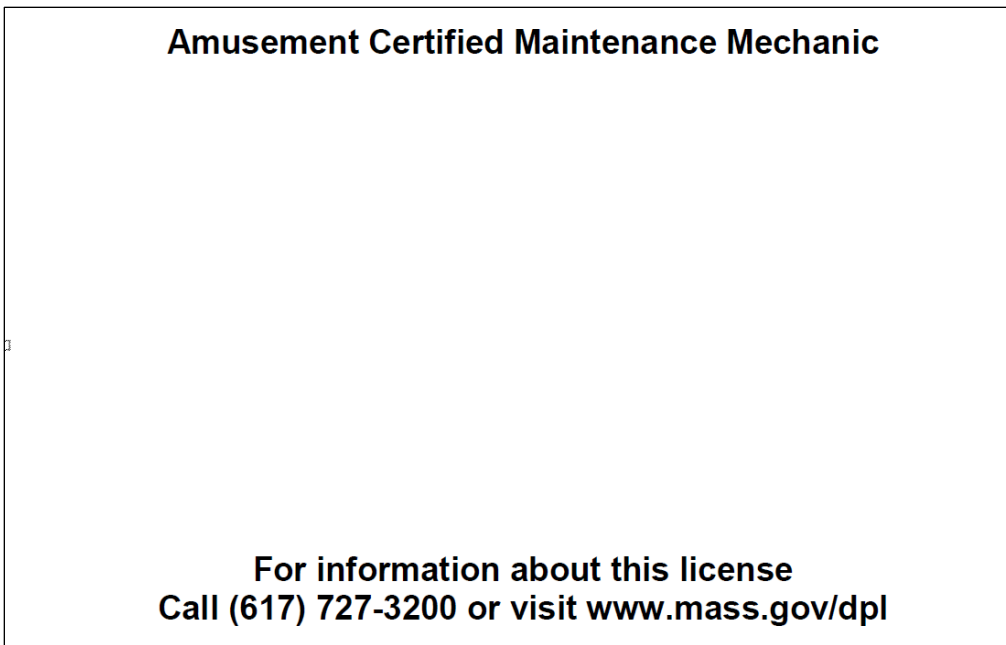 Amusement Certified Maintenance Mechanic
For information about this license
Call (617) 727-3200 or visit www.mass.gov/dpl